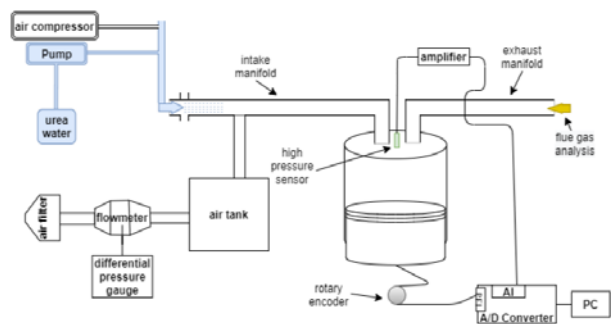 air compressor
Pump
urea
water
intake
manifold
amplifier
exhaust
manifold
flue gas
analysis
high
pressure
sensor
air filter
flowmeter
air tank
differential
pressure
gauge
rotary
encoder
AI
A/D Converter
PC